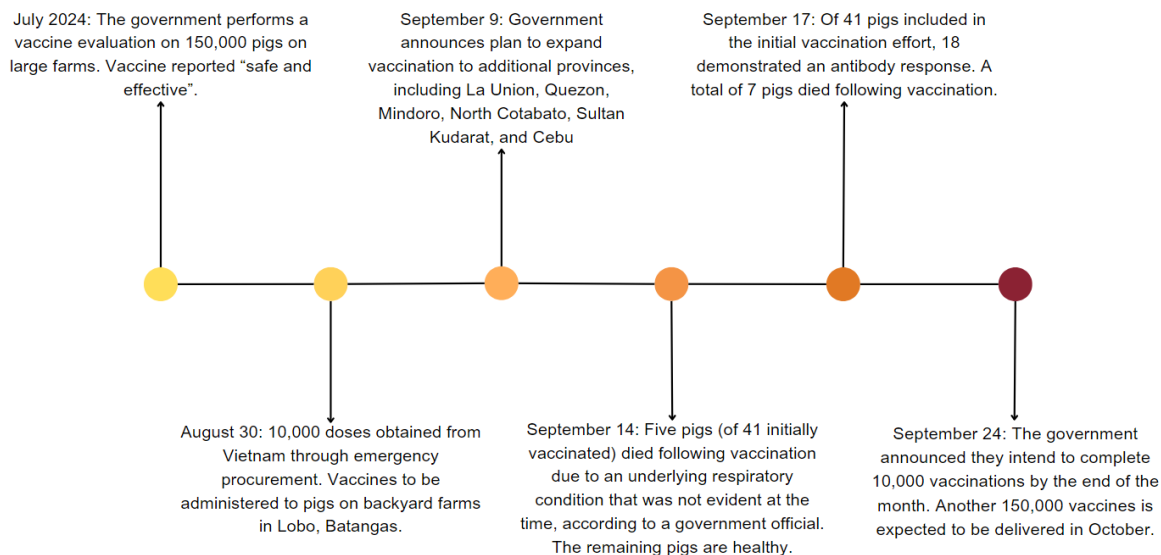 July 2024: The government performs a
vaccine evaluation on 150,000 pigs on
large farms. Vaccine reported “safe and
effective”.
September 9: Government
announces plan to expand
vaccination to additional provinces,
including La Union, Quezon,
Mindoro, North Cotabato, Sultan
Kudarat, and Cebu
September 17: Of 41 pigs included in
the initial vaccination effort, 18
demonstrated an antibody response. A
total of 7 pigs died following vaccination.
August 30: 10,000 doses obtained from
Vietnam through emergency
procurement. Vaccines to be
administered to pigs on backyard farms
in Lobo, Batangas.
September 14: Five pigs (of 41 initially
vaccinated) died following vaccination
due to an underlying respiratory
condition that was not evident at the
time, according to a government official.
The remaining pigs are healthy.
September 24: The government
announced they intend to complete
10,000 vaccinations by the end of the
month. Another 150,000 vaccines is
expected to be delivered in October.